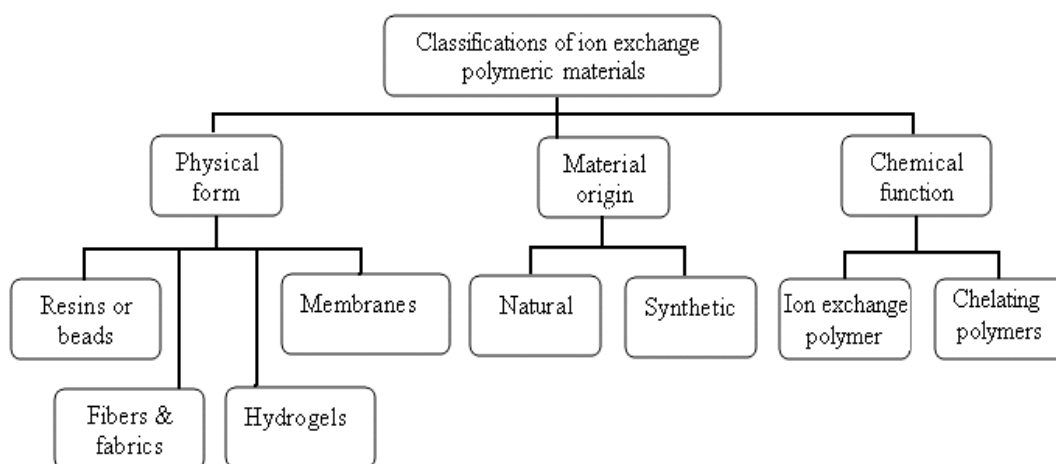 Classifications of ion exchange
polymeric materials
Physical
form
Material
origin
Chemical
function
Resins or
beads
Fibers &
fabrics
Hydrogels
Membranes
Natural
Synthetic
Ion exchange
polymer
Chelating
polymers